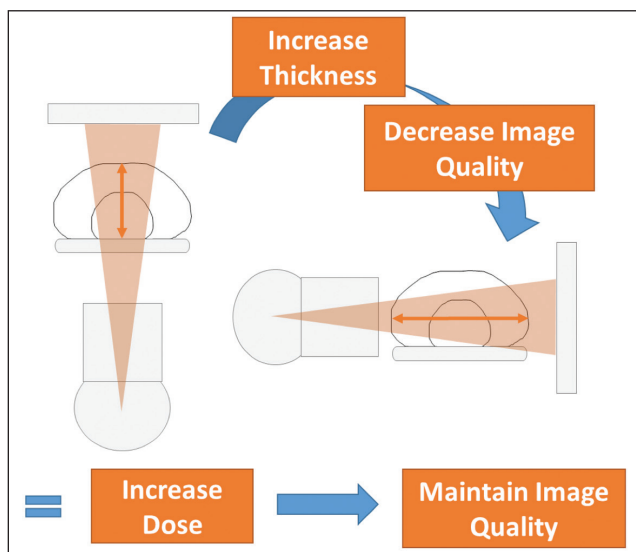 Increase
Thickness
Decrease Image
Quality
Increase
Dose
Maintain Image
Quality